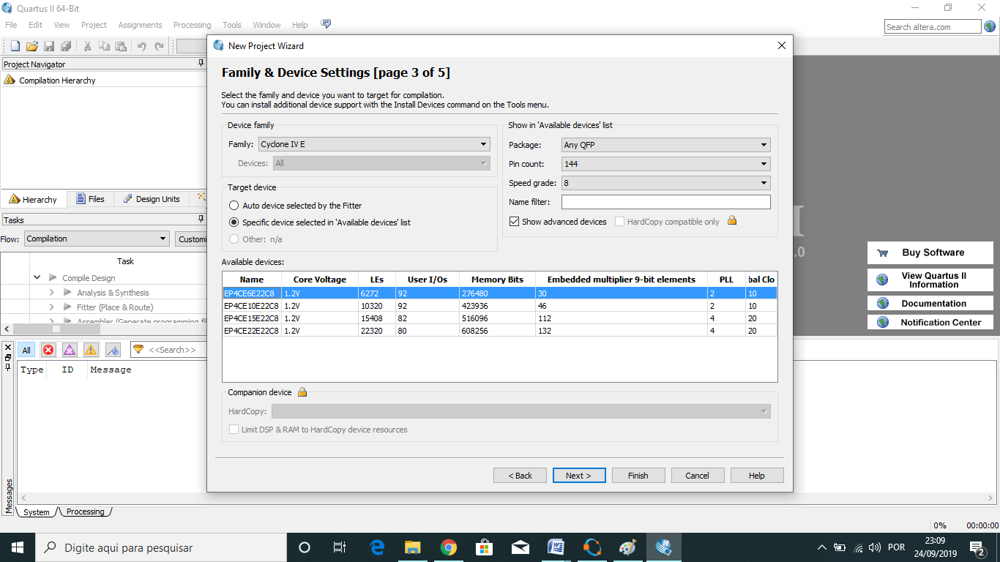 Quartus II 64-Bit
File Edit View Project Assignments Processing Tools Window Help
Search altera.com
Project Navigator
Compilation Hierarchy
Hierarchy Files Design Units
Tasks
Flow: Compilation Customi
Task
Compile Design
Analysis & Synthesis
Fitter (Place & Route)
Assembler (Generate programming fil
New Project Wizard
Family & Device Settings [page 3 of 5]
Select the family and device you want to target for compilation.
You can install additional device support with the Install Devices command on the Tools menu.
Device family
Family: Cyclone IV E
Devices: All
Target device
Auto device selected by the Fitter
Specific device selected in 'Available devices' list
Other: n/a
Show in 'Available devices' list
Package: Any QFP
Pin count: 144
Speed grade: 8
Name filter:
Show advanced devices HardCopy compatible only
Available devices:
Name Core Voltage LEs User I/Os Memory Bits Embedded multiplier 9-bit elements PLL bal Clo
EP4CE6E22C8 1.2V 6272 92 276480 30 2 10
EP4CE10E22C8 1.2V 10320 92 423936 46 2 10
EP4CE15E22C8 1.2V 15408 82 516096 112 4 20
EP4CE22E22C8 1.2V 22320 80 608256 132 4 20
Companion device
HardCopy:
Limit DSP & RAM to HardCopy device resources
< Back Next > Finish Cancel Help
I
.0
Buy Software
View Quartus II
Information
Documentation
Notification Center
All <<Search>>
Type ID Message
Messages
System Processing
0% 00:00:00
Digite aqui para pesquisar
POR
23:09
24/09/2019
2